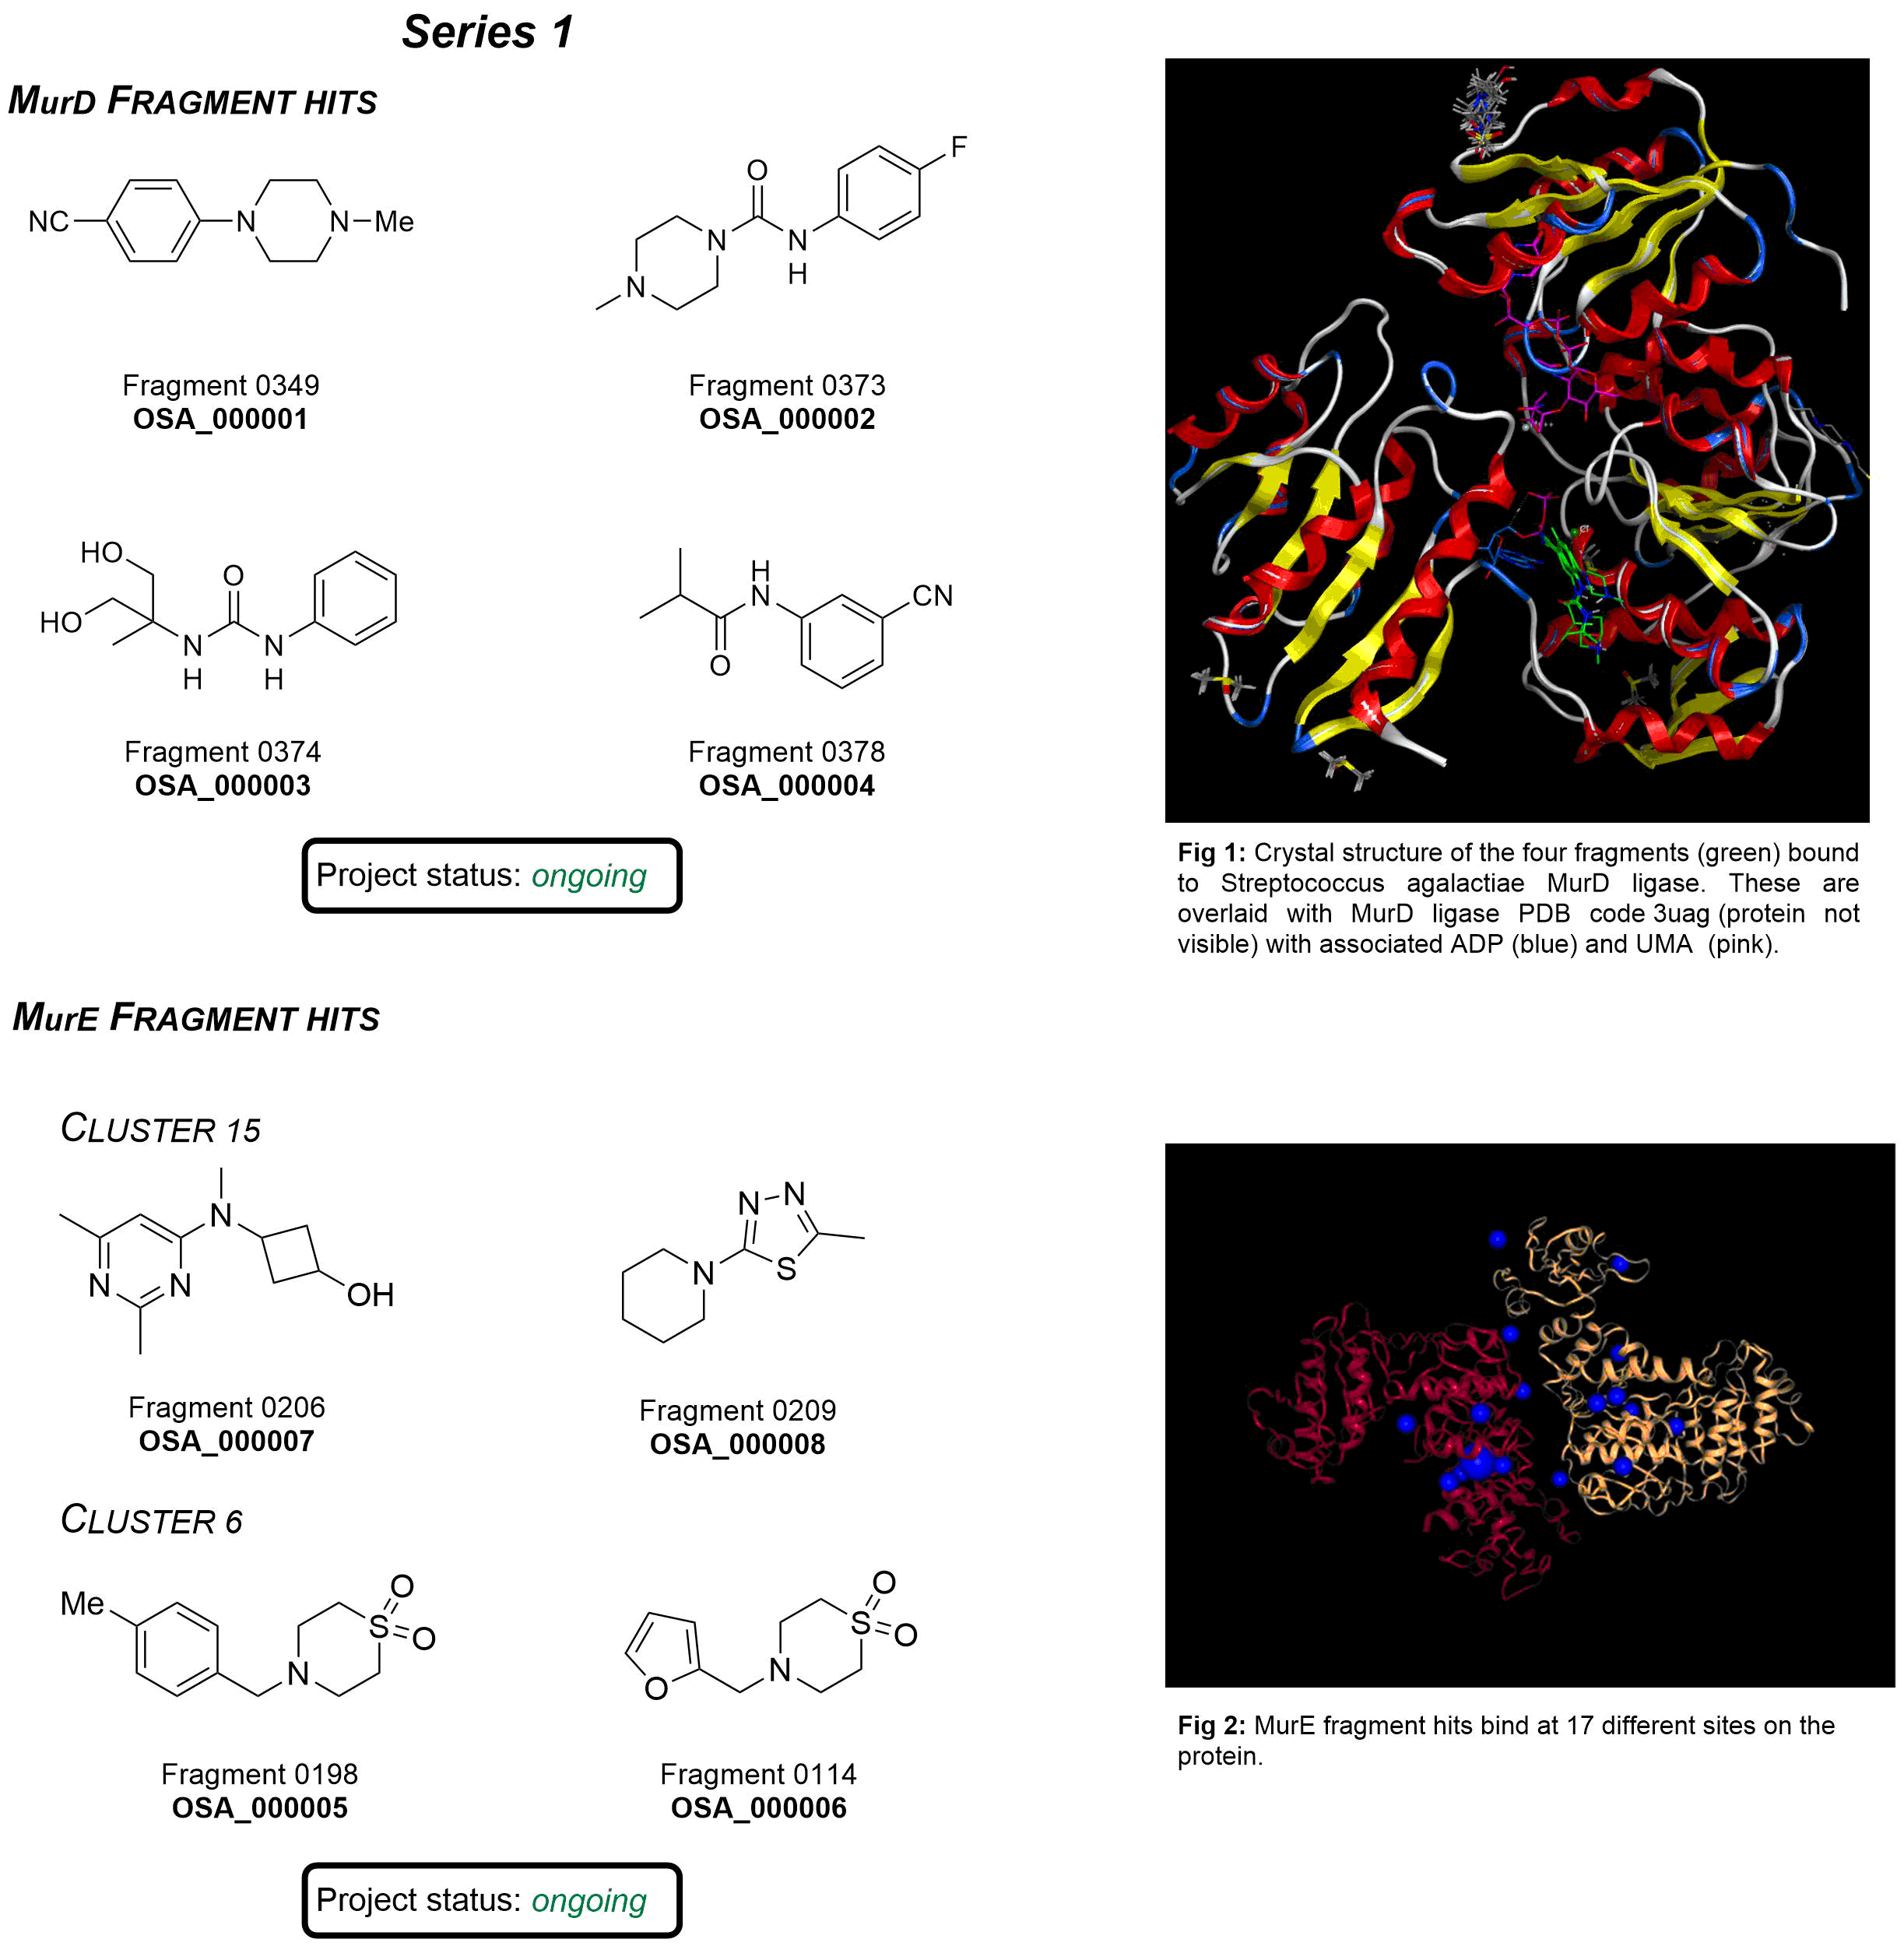 Series 1
MurD FRAGMENT HITS
NC
N
N
Me
O
F
N
N
H
N
Fragment 0349
OSA_000001
Fragment 0373
OSA_000002
HO
HO
O
N
H
N
H
H
N
O
CN
Fragment 0374
OSA_000003
Fragment 0378
OSA_000004
Project status: ongoing
Fig 1: Crystal structure of the four fragments (green) bound
to Streptococcus agalactiae MurD ligase. These are
overlaid with MurD ligase PDB code 3uag (protein not
visible) with associated ADP (blue) and UMA (pink).
MurE FRAGMENT HITS
CLUSTER 15
N
N
N
OH
N
N
N
S
Fragment 0206
OSA_000007
Fragment 0209
OSA_000008
CLUSTER 6
Me
N
S
O
O
O
N
S
O
O
Fragment 0198
OSA_000005
Fragment 0114
OSA_000006
Project status: ongoing
Fig 2: MurE fragment hits bind at 17 different sites on the
protein.